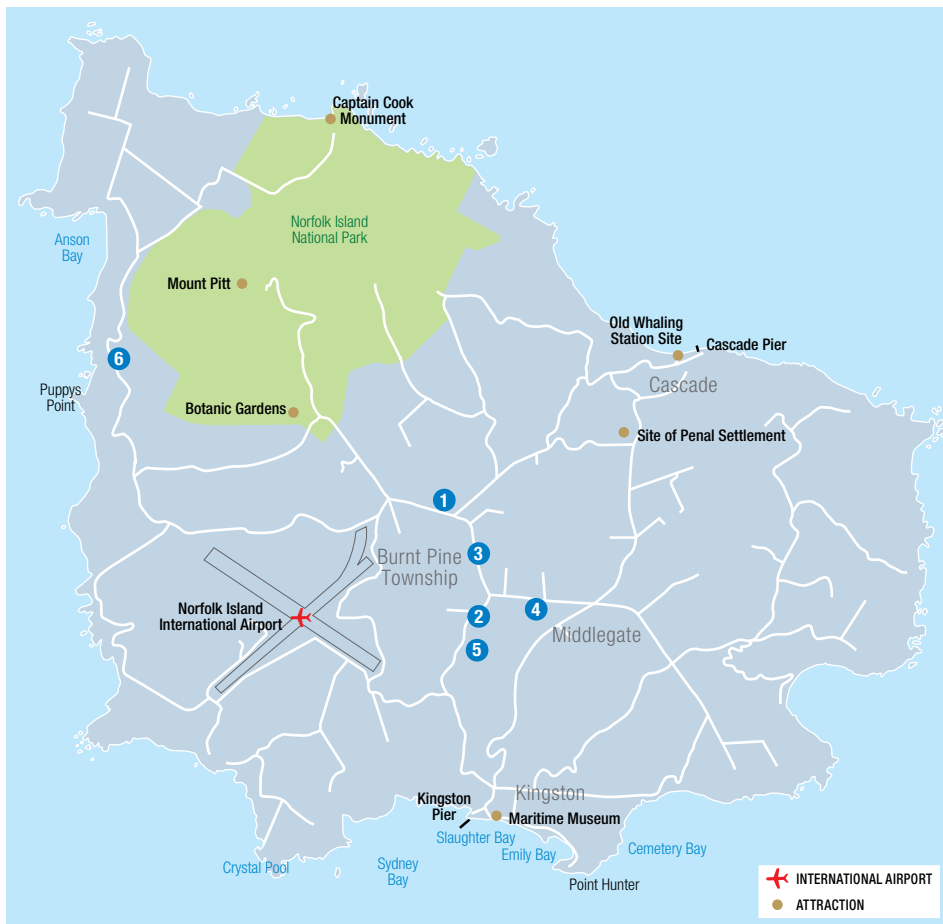 Captain Cook
Monument
Norfolk Island
National Park
Anson
Bay
Mount Pitt
Old Whaling
Station Site
Cascade Pier
6
Cascade
Puppys
Point
Botanic Gardens
Site of Penal Settlement
1
3
Burnt Pine
Township
Norfolk Island
International Airport
2
4
Middlegate
5
Kingston
Kingston
Pier
Maritime Museum
Slaughter Bay
Emily Bay
Cemetery Bay
Crystal Pool
Sydney
Bay
Point Hunter
INTERNATIONAL AIRPORT
ATTRACTION